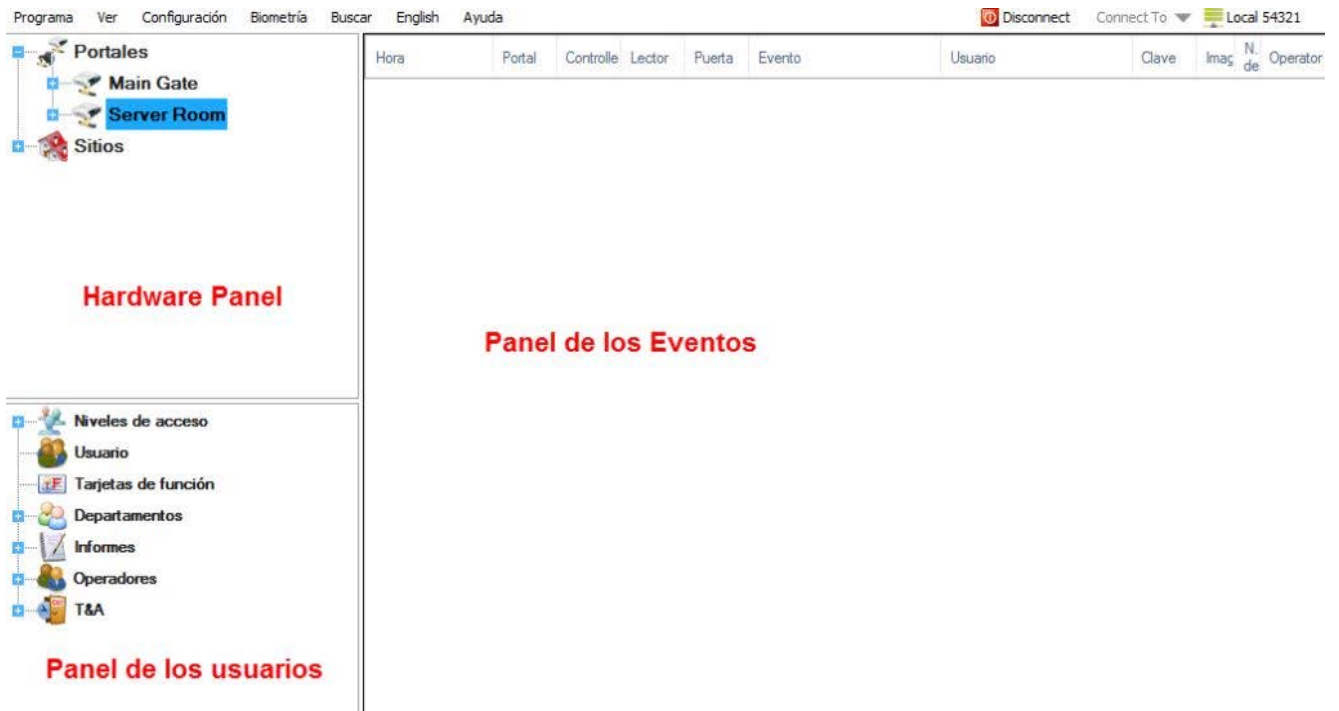 Programa Ver Configuración Biometría Buscar English Ayuda Disconnect Connect To Local 54321
Portales
Main Gate
Server Room
Sitios
Hardware Panel
Hora Portal Controlle Lector Puerta Evento Usuario Clave Imag N. de Operator
Panel de los Eventos
Niveles de acceso
Usuario
Tarjetas de función
Departamentos
Informes
Operadores
T&A
Panel de los usuarios